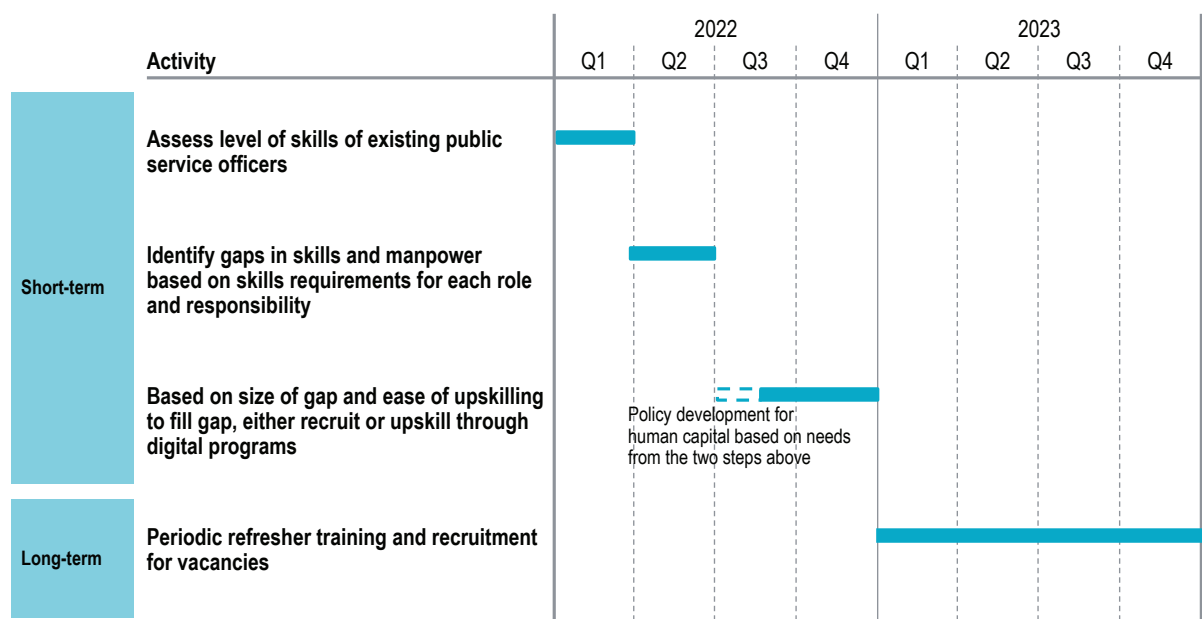 2022
2023
Activity
Q1
Q2
Q3
Q4
Q1
Q2
Q3
Q4
Short-term
Assess level of skills of existing public
service officers
Identify gaps in skills and manpower
based on skills requirements for each role
and responsibility
Based on size of gap and ease of upskilling
to fill gap, either recruit or upskill through
digital programs
Policy development for
human capital based on needs
from the two steps above
Long-term
Periodic refresher training and recruitment
for vacancies